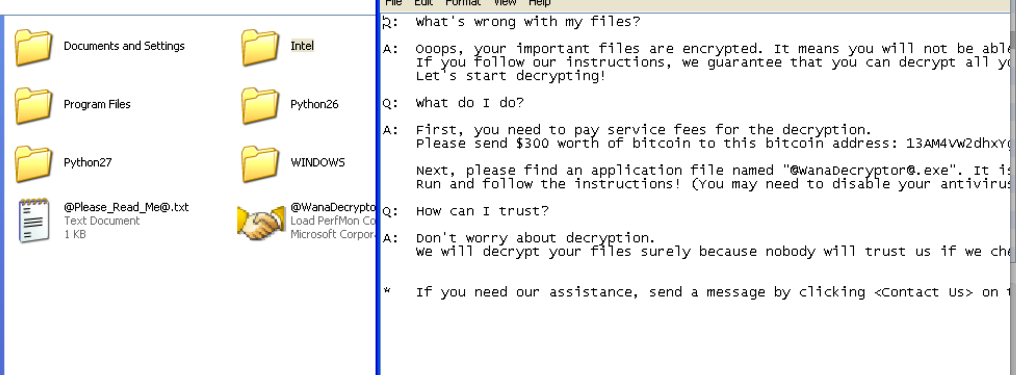 Documents and Settings
Intel
Program Files
Python26
Python27
WINDOWS
@Please_Read_Me@.txt
Text Document
1 KB
@WanaDecrypto
Load PerfMon Co
Microsoft Corpora
File Edit Format View Help
Q: What's wrong with my files?
A: Ooops, your important files are encrypted. It means you will not be able
If you follow our instructions, we guarantee that you can decrypt all yo
Let's start decrypting!
Q: What do I do?
A: First, you need to pay service fees for the decryption.
Please send $300 worth of bitcoin to this bitcoin address: 13AM4VW2dhxYg
Next, please find an application file named "@WanaDecryptor@.exe". It is
Run and follow the instructions! (You may need to disable your antivirus
Q: How can I trust?
A: Don't worry about decryption.
We will decrypt your files surely because nobody will trust us if we che
* If you need our assistance, send a message by clicking <Contact Us> on t